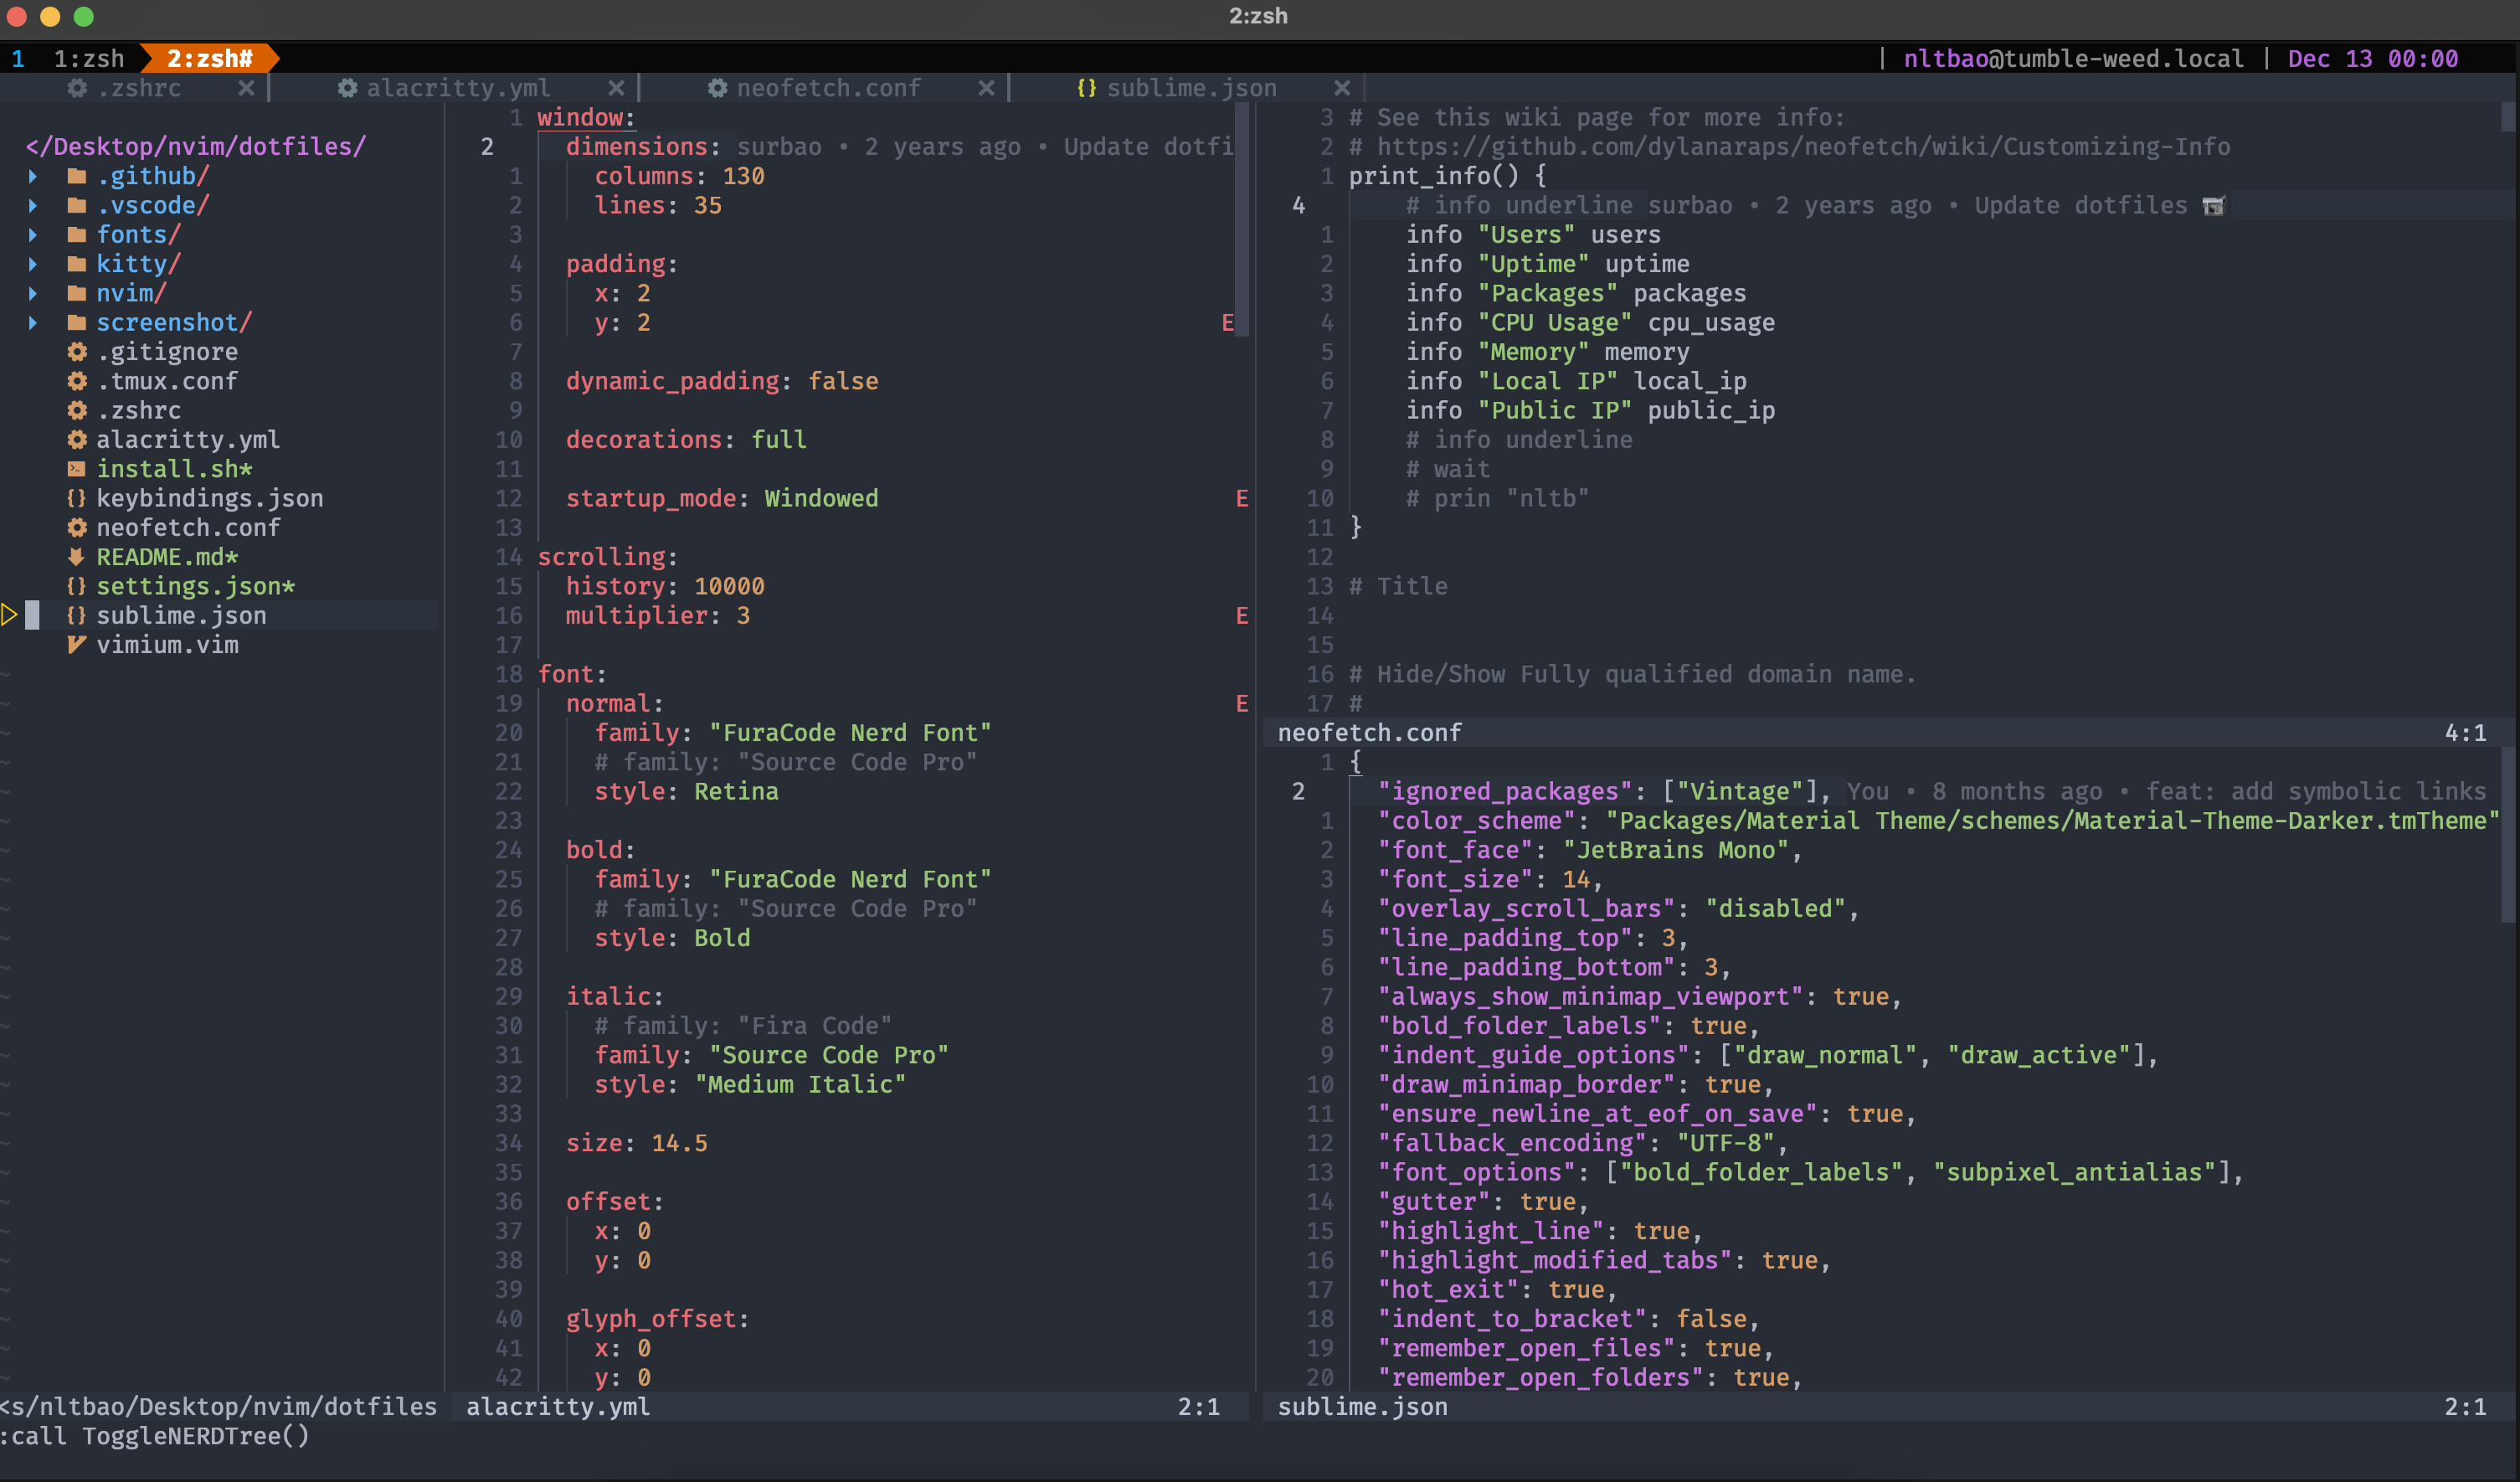 2:zsh
1 1:zsh 2:zsh# | nltbao@tumble-weed.local | Dec 13 00:00
.zshrc × | alacritty.yml × | neofetch.conf × | {} sublime.json ×
</Desktop/nvim/dotfiles/
.github/
.vscode/
fonts/
kitty/
nvim/
screenshot/
.gitignore
.tmux.conf
.zshrc
alacritty.yml
install.sh*
{} keybindings.json
neofetch.conf
README.md*
{} settings.json*
{} sublime.json
vimium.vim
<s/nltbao/Desktop/nvim/dotfiles
1 window:
2 dimensions: surbao • 2 years ago • Update dotfi
1 columns: 130
2 lines: 35
3
4 padding:
5 x: 2
6 y: 2 E
7
8 dynamic_padding: false
9
10 decorations: full
11
12 startup_mode: Windowed E
13
14 scrolling:
15 history: 10000
16 multiplier: 3 E
17
18 font:
19 normal: E
20 family: "FuraCode Nerd Font"
21 # family: "Source Code Pro"
22 style: Retina
23
24 bold:
25 family: "FuraCode Nerd Font"
26 # family: "Source Code Pro"
27 style: Bold
28
29 italic:
30 # family: "Fira Code"
31 family: "Source Code Pro"
32 style: "Medium Italic"
33
34 size: 14.5
35
36 offset:
37 x: 0
38 y: 0
39
40 glyph_offset:
41 x: 0
42 y: 0
alacritty.yml 2:1
3 # See this wiki page for more info:
2 # https://github.com/dylanaraps/neofetch/wiki/Customizing-Info
1 print_info() {
4 # info underline surbao • 2 years ago • Update dotfiles
1 info "Users" users
2 info "Uptime" uptime
3 info "Packages" packages
4 info "CPU Usage" cpu_usage
5 info "Memory" memory
6 info "Local IP" local_ip
7 info "Public IP" public_ip
8 # info underline
9 # wait
10 # prin "nltb"
11 }
12
13 # Title
14
15
16 # Hide/Show Fully qualified domain name.
17 #
neofetch.conf 4:1
1 {
2 "ignored_packages": ["Vintage"], You • 8 months ago • feat: add symbolic links
1 "color_scheme": "Packages/Material Theme/schemes/Material-Theme-Darker.tmTheme"
2 "font_face": "JetBrains Mono",
3 "font_size": 14,
4 "overlay_scroll_bars": "disabled",
5 "line_padding_top": 3,
6 "line_padding_bottom": 3,
7 "always_show_minimap_viewport": true,
8 "bold_folder_labels": true,
9 "indent_guide_options": ["draw_normal", "draw_active"],
10 "draw_minimap_border": true,
11 "ensure_newline_at_eof_on_save": true,
12 "fallback_encoding": "UTF-8",
13 "font_options": ["bold_folder_labels", "subpixel_antialias"],
14 "gutter": true,
15 "highlight_line": true,
16 "highlight_modified_tabs": true,
17 "hot_exit": true,
18 "indent_to_bracket": false,
19 "remember_open_files": true,
20 "remember_open_folders": true,
sublime.json 2:1
:call ToggleNERDTree()